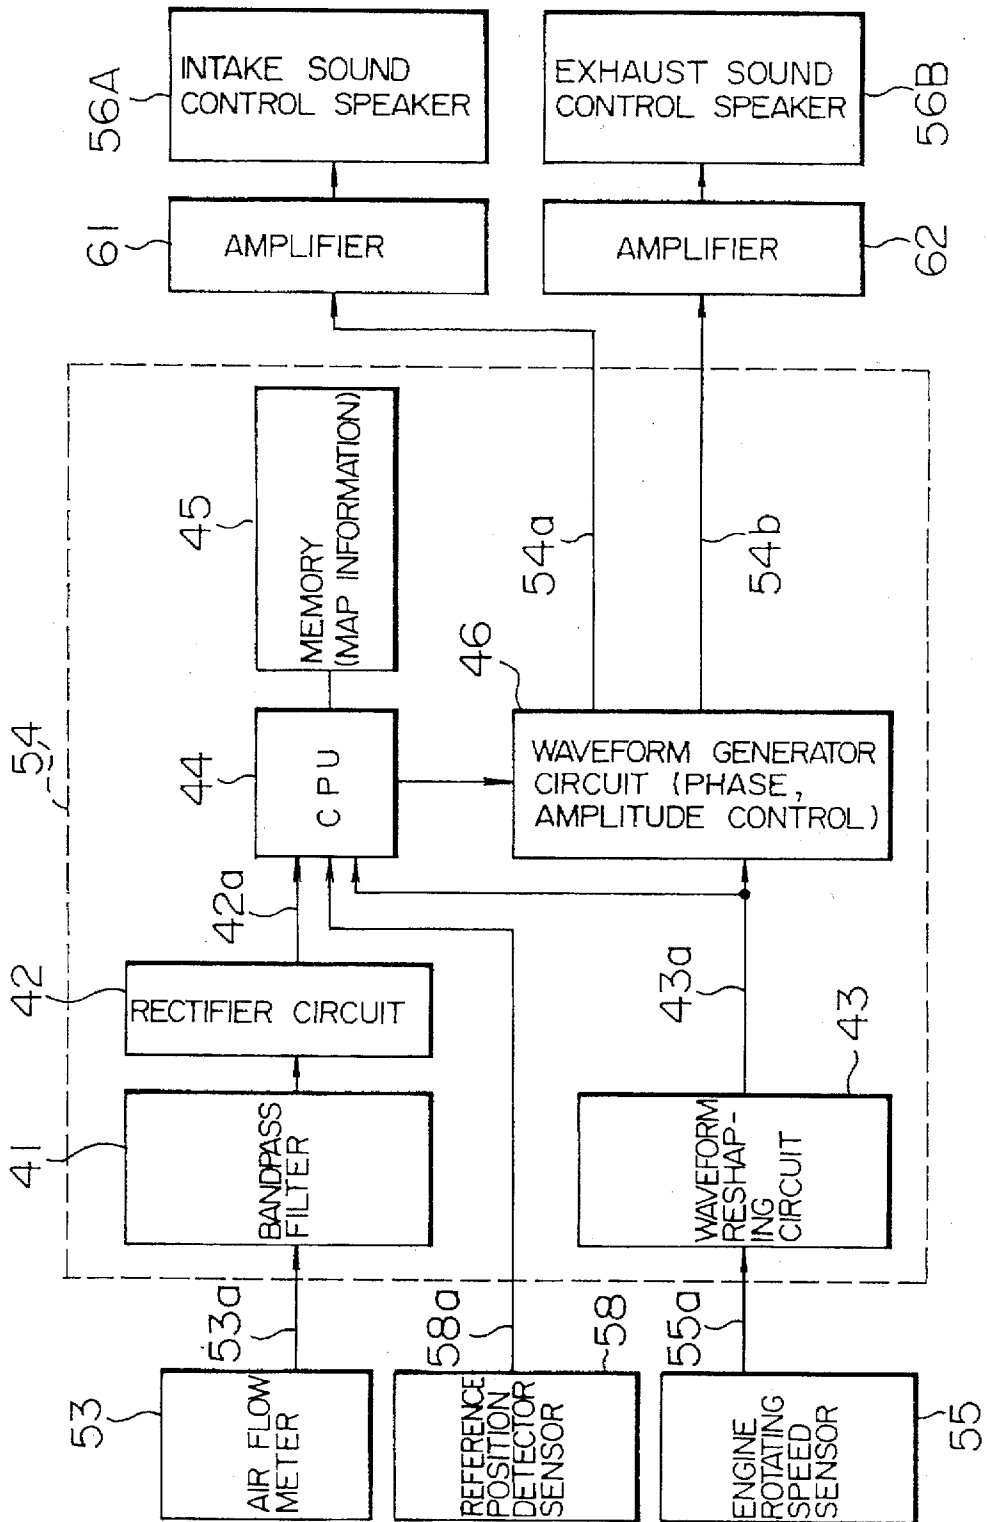 53
AIR FLOW
METER
53a
58
REFERENCE
POSITION
DETECTOR
SENSOR
58a
55
ENGINE
ROTATING
SPEED
SENSOR
55a
54
41
BANDPASS
FILTER
42
RECTIFIER CIRCUIT
42a
43
WAVEFORM
RESHAP-
ING
CIRCUIT
43a
44
CPU
45
MEMORY
(MAP INFORMATION)
46
WAVEFORM GENERATOR
CIRCUIT (PHASE,
AMPLITUDE CONTROL)
54a
54b
61
AMPLIFIER
62
AMPLIFIER
56A
INTAKE SOUND
CONTROL SPEAKER
56B
EXHAUST SOUND
CONTROL SPEAKER